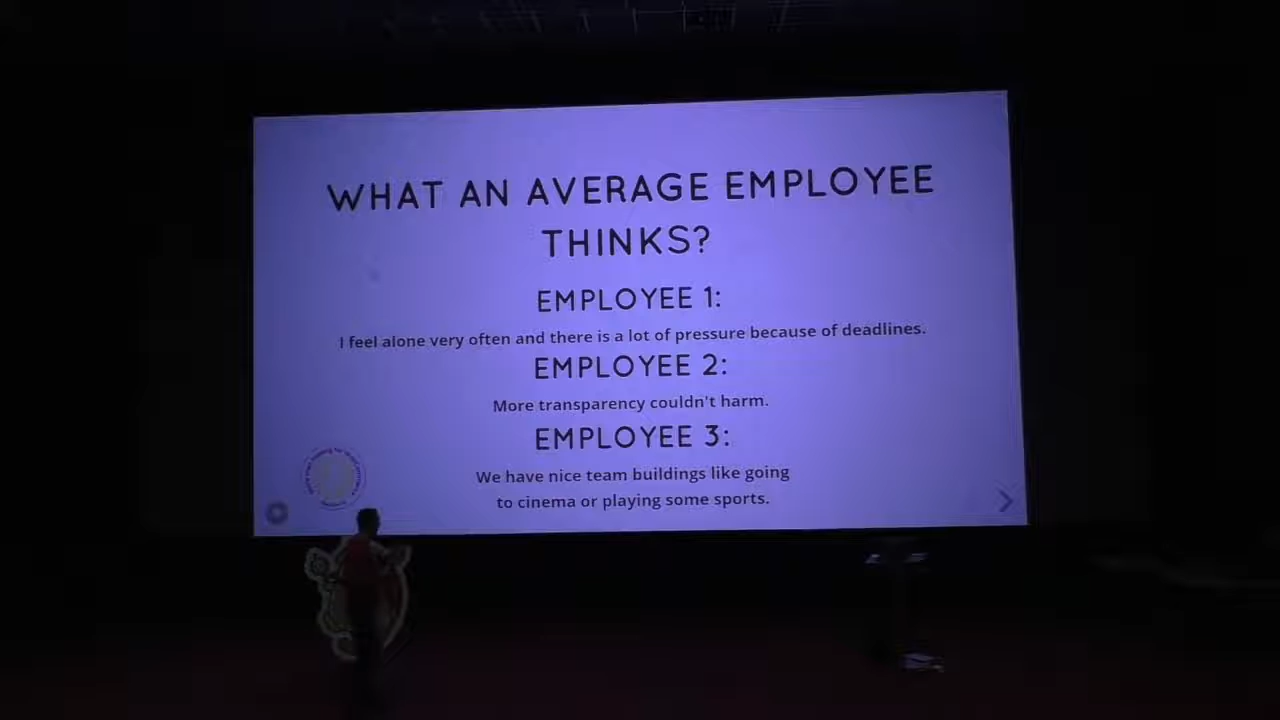 WHAT AN AVERAGE EMPLOYEE
THINKS?
EMPLOYEE 1:
I feel alone very often and there is a lot of pressure because of deadlines.
EMPLOYEE 2:
More transparency couldn't harm.
EMPLOYEE 3:
We have nice team buildings like going
to cinema or playing some sports.